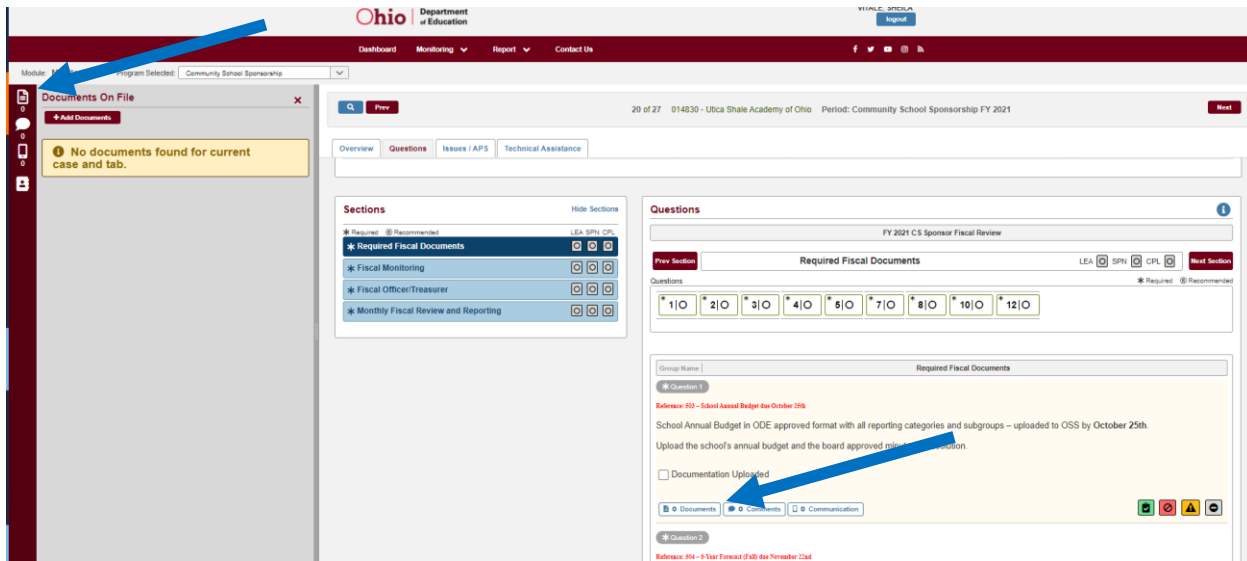 Ohio Department of Education
VITALE, SHEILA
logout
Dashboard Monitoring Report Contact Us
Program Selected: Community School Sponsorship
Documents On File ×
0
+Add Documents
0
No documents found for current case and tab.
0
Prev
20 of 27 014830 - Utica Shale Academy of Ohio Period: Community School Sponsorship FY 2021
Next
Overview Questions Issues / APS Technical Assistance
Sections Hide Sections
* Required ® Recommended LEA SPN CPL
* Required Fiscal Documents O O O
* Fiscal Monitoring O O O
* Fiscal Officer/Treasurer O O O
* Monthly Fiscal Review and Reporting O O O
Questions
FY 2021 CS Sponsor Fiscal Review
Prev Section Required Fiscal Documents LEA O SPN O CPL O Next Section
Questions * Required ® Recommended
* 1|O * 2|O * 3|O * 4|O * 5|O * 7|O * 8|O * 10|O * 12|O
Group Name Required Fiscal Documents
* Question 1
Reference: 803 – School Annual Budget due October 25th
School Annual Budget in ODE approved format with all reporting categories and subgroups – uploaded to OSS by October 25th.
Upload the school's annual budget and the board approved
Documentation Uploaded
0 Documents 0 Comments 0 Communication
* Question 2
Reference: 804 – 5-Year Forecast (Fall) due November 22nd